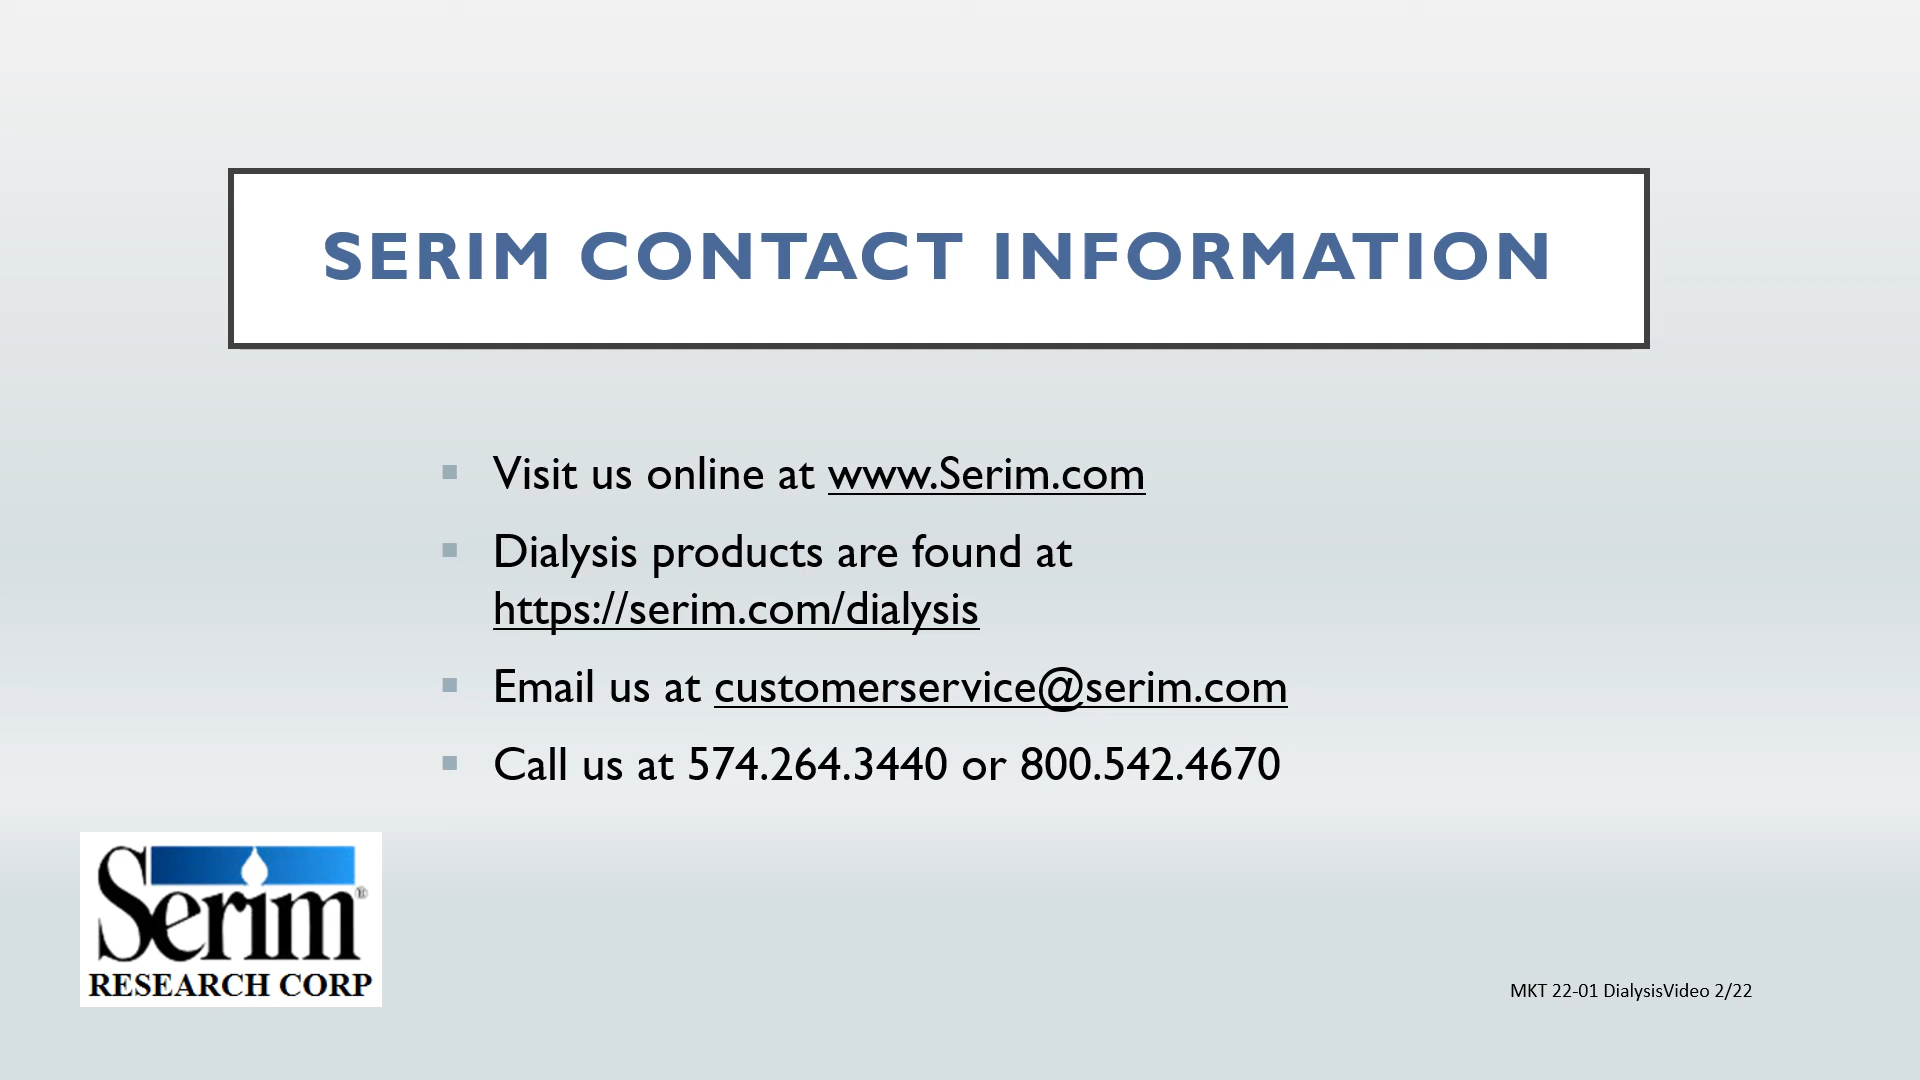 SERIM CONTACT INFORMATION
Visit us online at www.Serim.com
Dialysis products are found at
https://serim.com/dialysis
Email us at customerservice@serim.com
Call us at 574.264.3440 or 800.542.4670
Serim®
RESEARCH CORP
MKT 22-01 DialysisVideo 2/22